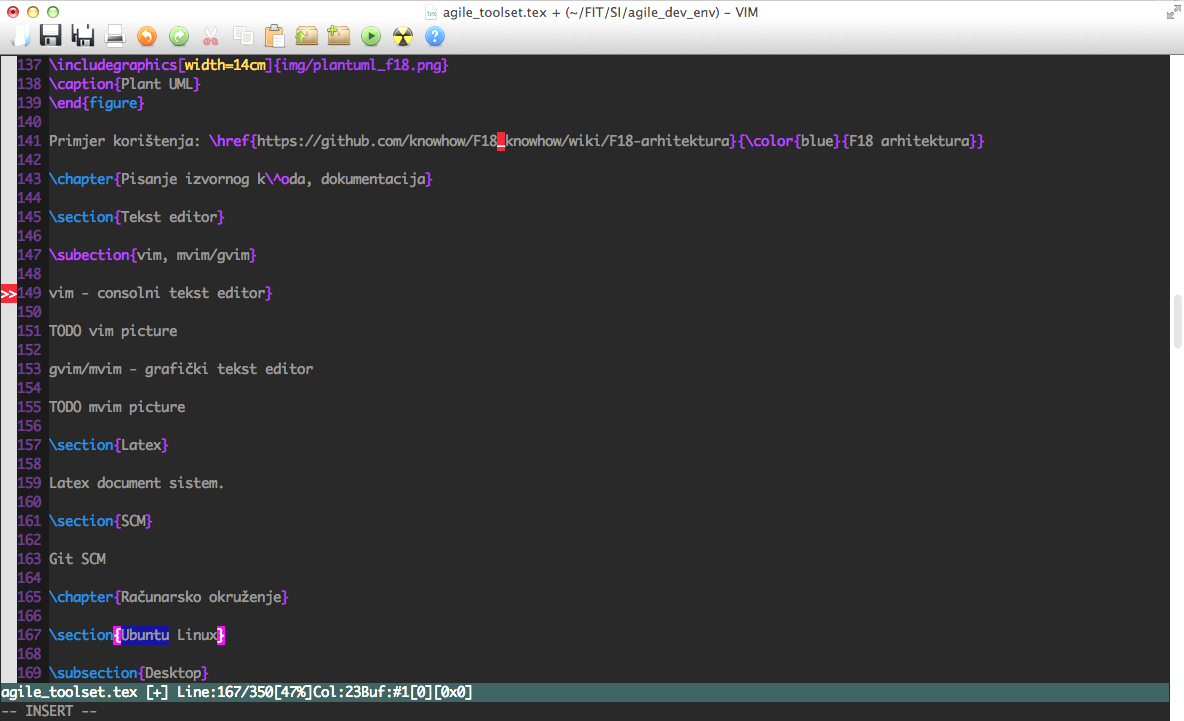 agile_toolset.tex + (~/FIT/SI/agile_dev_env) – VIM
137 \includegraphics[width=14cm]{img/plantuml_f18.png}
138 \caption{Plant UML}
139 \end{figure}
140
141 Primjer korištenja: \href{https://github.com/knowhow/F18_knowhow/wiki/F18-arhitektura}{\color{blue}{F18 arhitektura}}
142
143 \chapter{Pisanje izvornog k\^oda, dokumentacija}
144
145 \section{Tekst editor}
146
147 \subection{vim, mvim/gvim}
148
>>149 vim - consolni tekst editor}
150
151 TODO vim picture
152
153 gvim/mvim - grafički tekst editor
154
155 TODO mvim picture
156
157 \section{Latex}
158
159 Latex document sistem.
160
161 \section{SCM}
162
163 Git SCM
164
165 \chapter{Računarsko okruženje}
166
167 \section{Ubuntu Linux}
168
169 \subsection{Desktop}
agile_toolset.tex [+] Line:167/350[47%]Col:23Buf:#1[0][0x0]
-- INSERT --